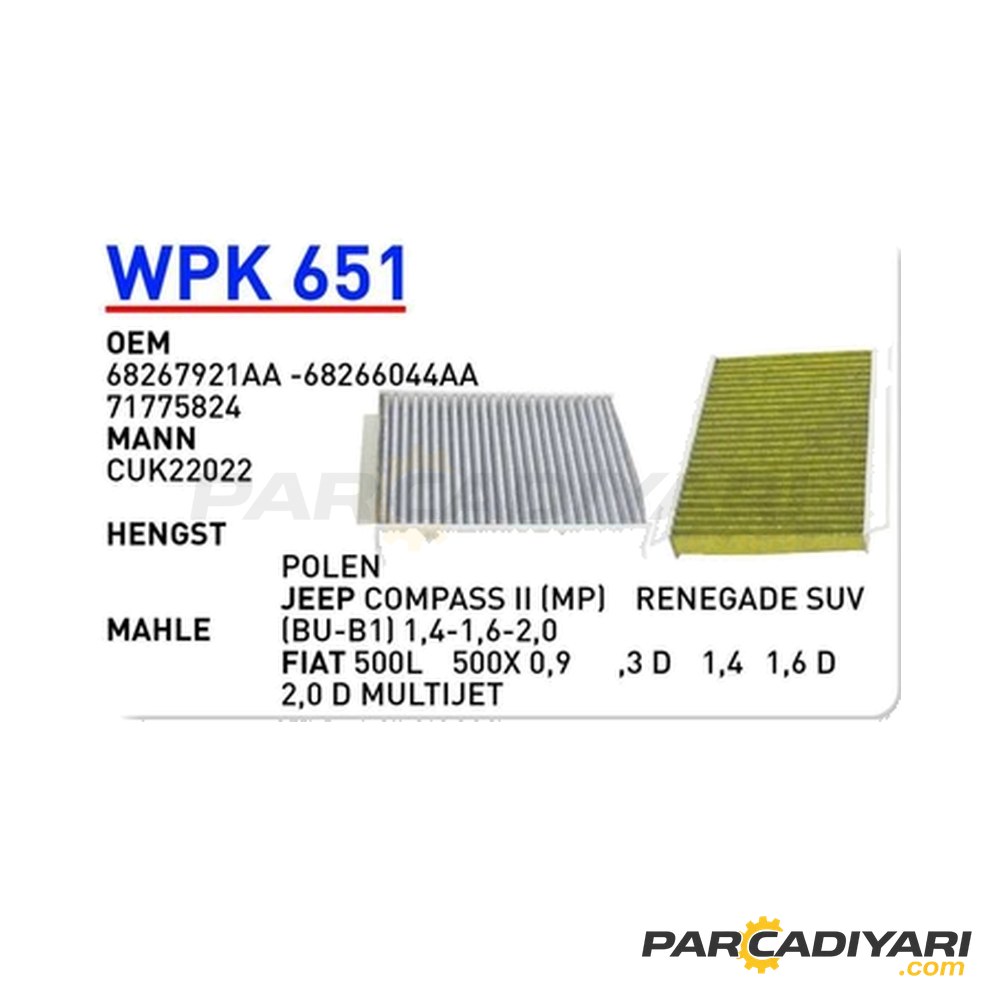 WPK 651
OEM
68267921AA -68266044AA
71775824
MANN
CUK22022
PARCADIYARI
HENGST
POLEN
JEEP COMPASS II (MP) RENEGADE SUV
MAHLE
(BU-B1) 1,4-1,6-2,0
FIAT 500L 500X 0,9 ,3 D 1,4 1,6 D
2,0 D MULTIJET
PARCADIYARI
.com